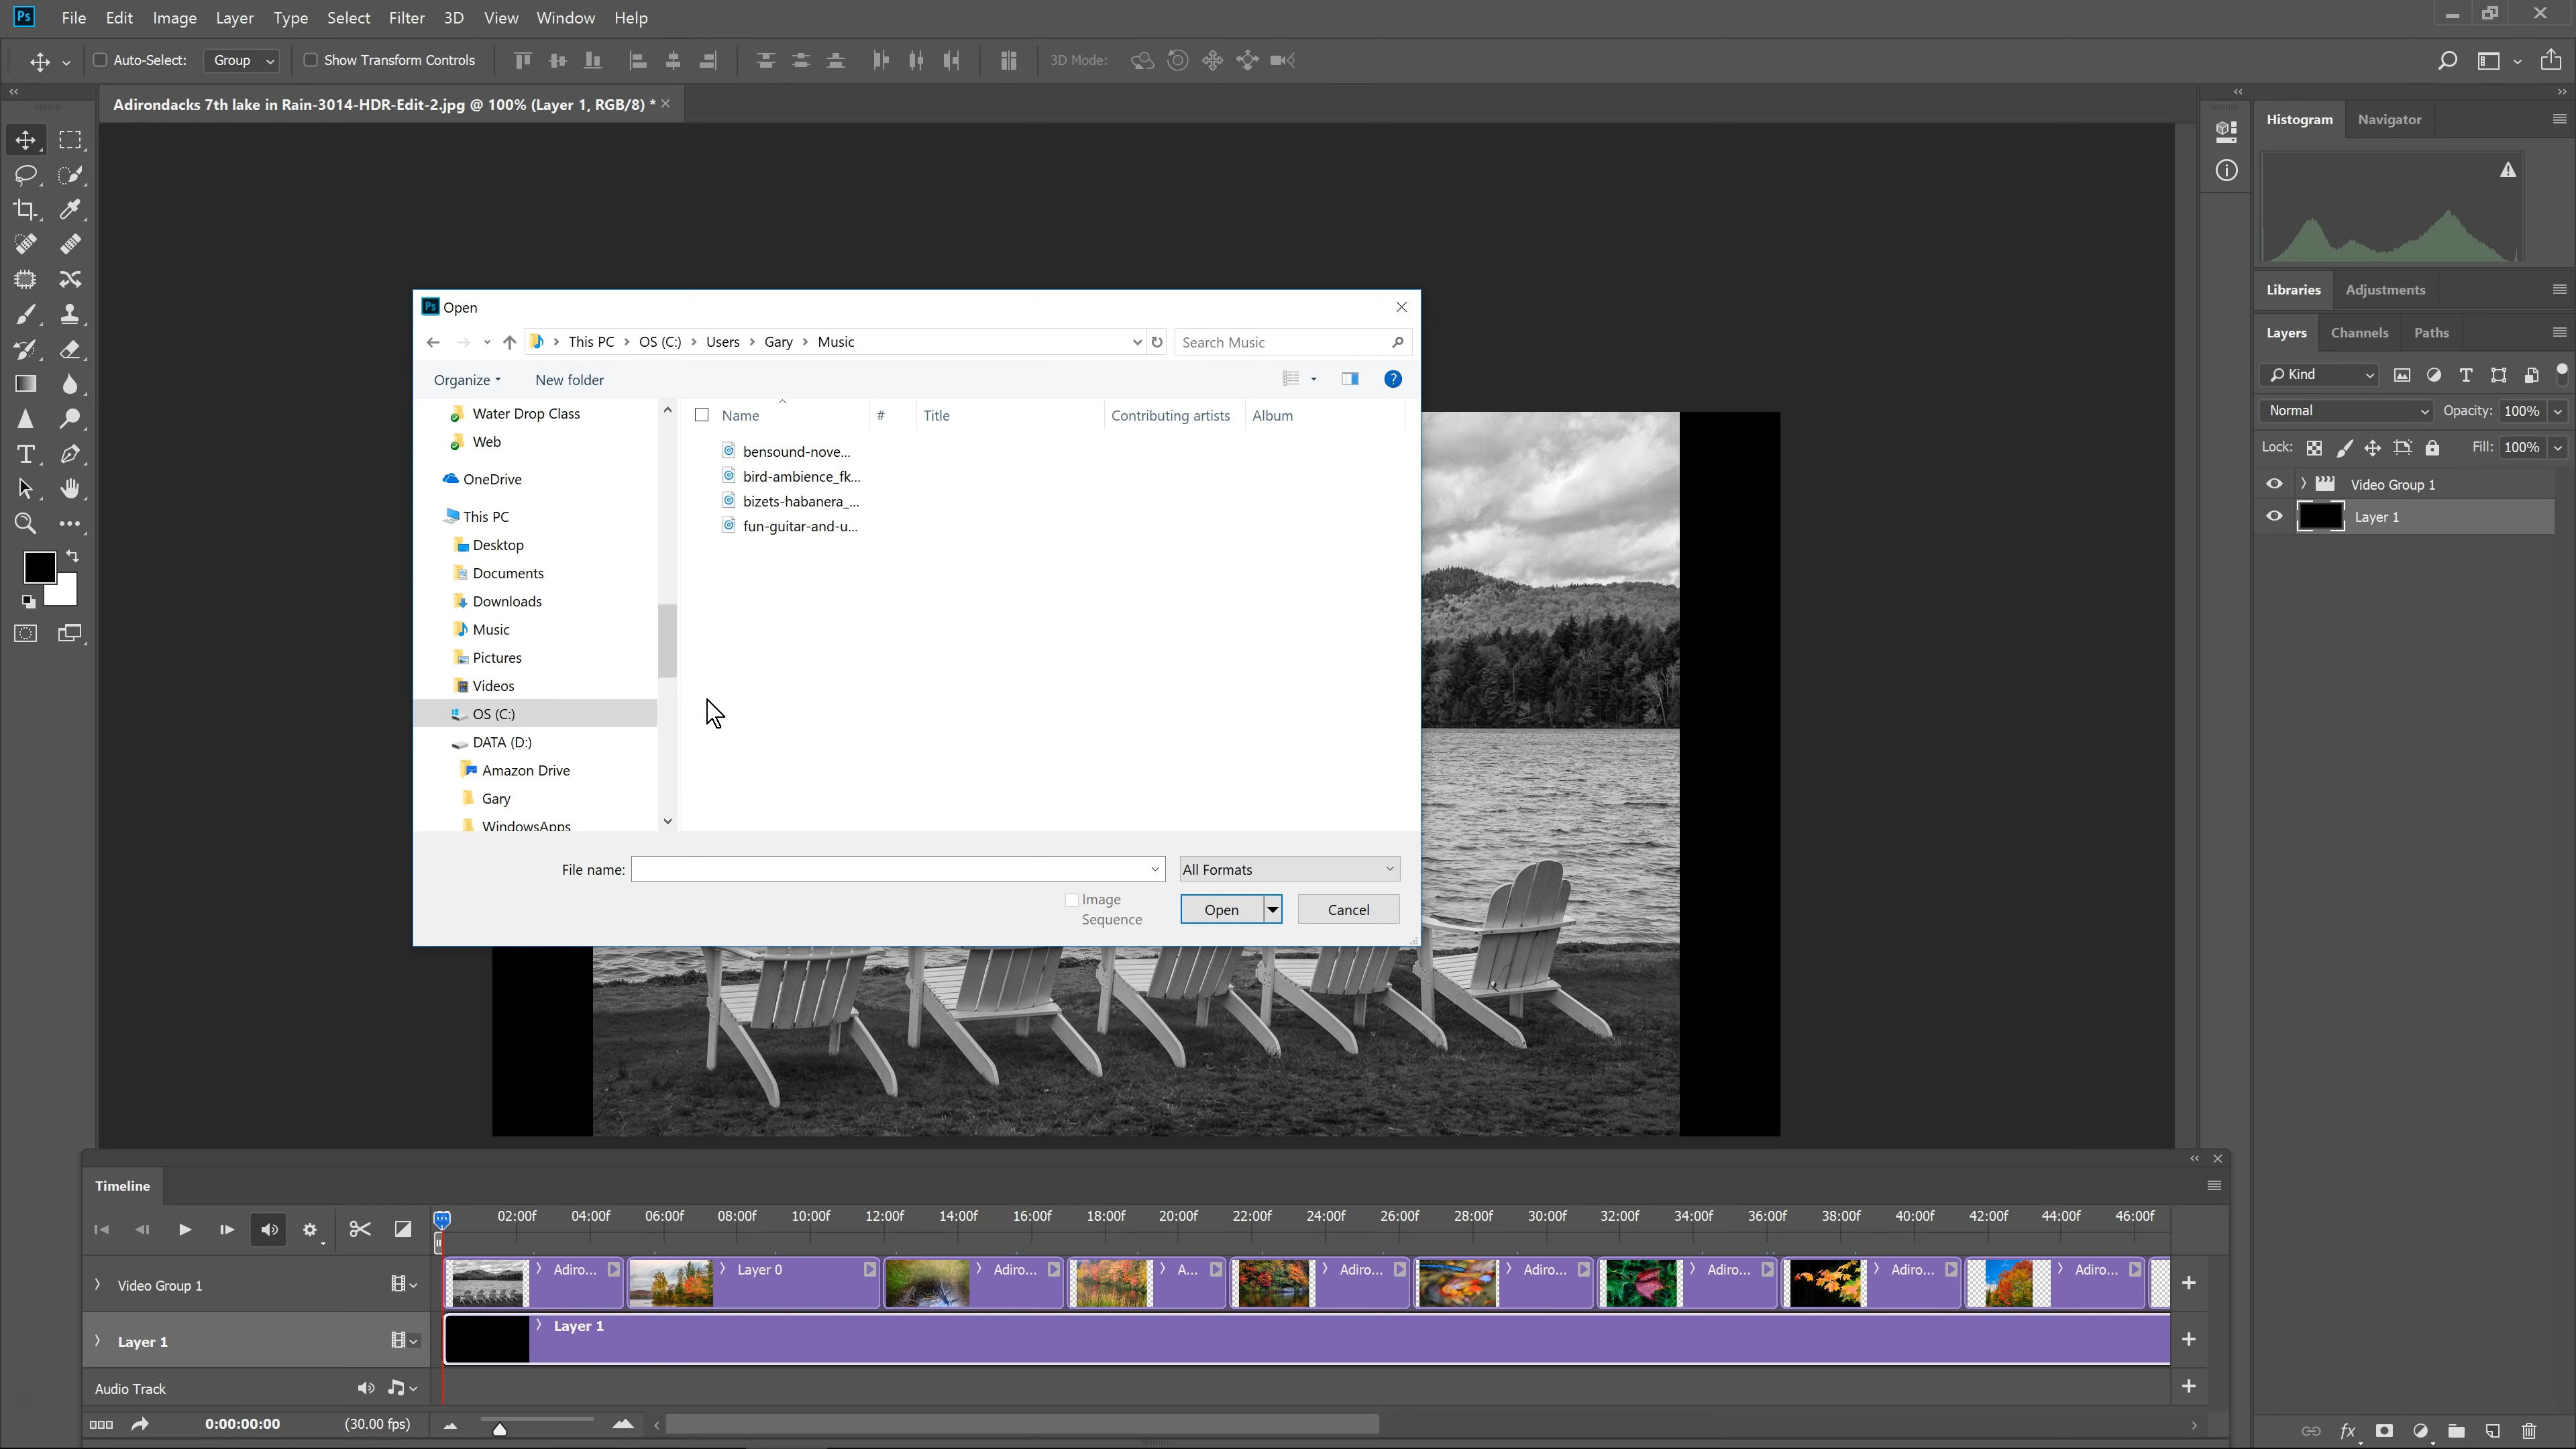 Ps File Edit Image Layer Type Select Filter 3D View Window Help
Auto-Select: Group Show Transform Controls 3D Mode:
Adirondacks 7th lake in Rain-3014-HDR-Edit-2.jpg @ 100% (Layer 1, RGB/8) *
Histogram Navigator
Libraries Adjustments
Layers Channels Paths
Kind
Normal Opacity: 100%
Lock: Fill: 100%
Video Group 1
Layer 1
Ps Open
This PC OS (C:) Users Gary Music Search Music
Organize New folder
Name # Title Contributing artists Album
Water Drop Class
Web
OneDrive
This PC
Desktop
Documents
Downloads
Music
Pictures
Videos
OS (C:)
DATA (D:)
Amazon Drive
Gary
WindowsApps
bensound-nove...
bird-ambience_fk...
bizets-habanera_...
fun-guitar-and-u...
File name: All Formats
Image
Sequence
Open Cancel
Timeline
02:00f 04:00f 06:00f 08:00f 10:00f 12:00f 14:00f 16:00f 18:00f 20:00f 22:00f 24:00f 26:00f 28:00f 30:00f 32:00f 34:00f 36:00f 38:00f 40:00f 42:00f 44:00f 46:00f
Video Group 1 Adiro... Layer 0 Adiro... A... Adiro... Adiro... Adiro... Adiro... Adiro...
Layer 1 Layer 1
Audio Track
0:00:00:00 (30.00 fps)
fx